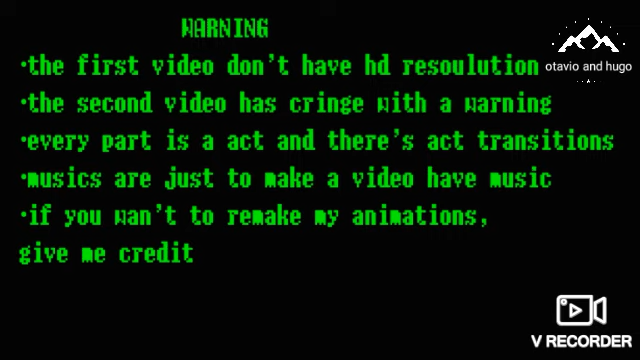 WARNING
•the first video don't have hd resoulution
otavio and hugo
•the second video has cringe with a warning
•every part is a act and there's act transitions
•musics are just to make a video have music
•if you wan't to remake my animations,
give me credit
V RECORDER